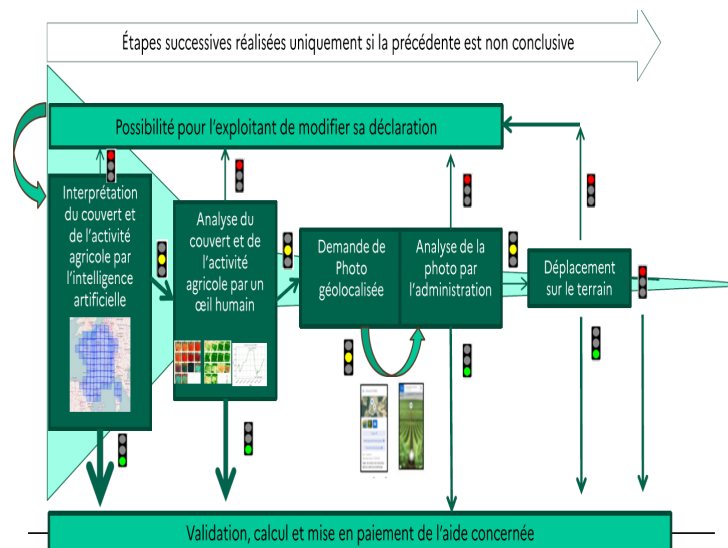 Étapes successives réalisées uniquement si la précédente est non conclusive
Possibilité pour l'exploitant de modifier sa déclaration
Interprétation
du couvert et
de l'activité
agricole par
l'intelligence
artificielle
Analyse du
couvert et de
l'activité
agricole par un
œil humain
Demande de
Photo
géolocalisée
Analyse de la
photo par
l'administration
Déplacement
sur le terrain
Validation, calcul et mise en paiement de l'aide concernée